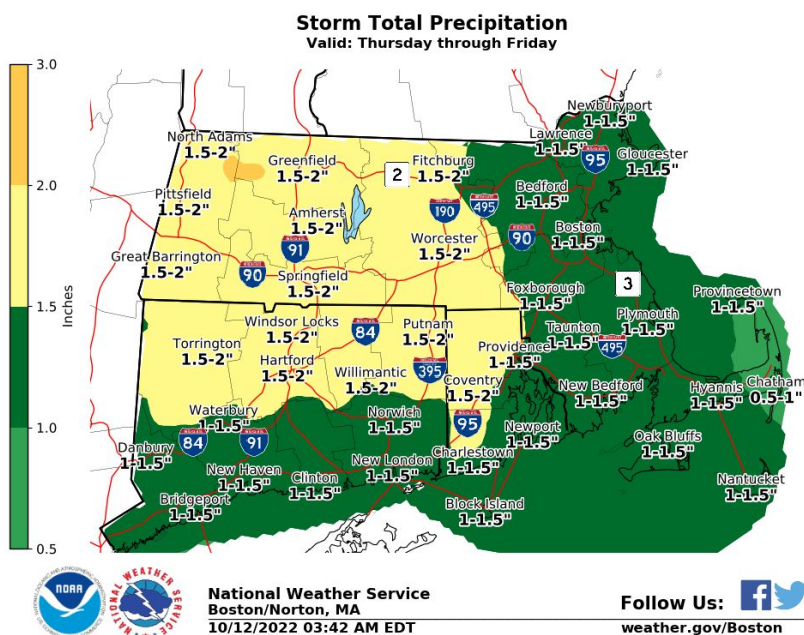 Storm Total Precipitation
Valid: Thursday through Friday
3.0
2.0
1.5
1.0
0.5
Inches
Newburyport
1-1.5"
North Adams
1.5-2"
Lawrence
1-1.5"
95
Gloucester
1-1.5"
Greenfield
1.5-2"
2
Fitchburg
1.5-2"
Pittsfield
1.5-2"
Bedford
1-1.5"
190
495
Amherst
1.5-2"
Boston
1-1.5"
90
Worcester
1.5-2"
91
Great Barrington
1.5-2"
90
Springfield
1.5-2"
Foxborough
1-1.5"
3
Provincetown
1-1.5"
Windsor Locks
1.5-2"
84
Putnam
1.5-2"
Plymouth
1-1.5"
Taunton
1-1.5"
495
Torrington
1.5-2"
Providence
1-1.5"
Hartford
1.5-2"
Willimantic
1.5-2"
395
Coventry
1.5-2"
New Bedford
1-1.5"
Hyannis
1-1.5"
Chatham
0.5-1"
Waterbury
1-1.5"
Norwich
1-1.5"
95
Newport
1-1.5"
Danbury
1-1.5"
84
91
Oak Bluffs
1-1.5"
Charlestown
1-1.5"
New Haven
1-1.5"
Clinton
1-1.5"
New London
1-1.5"
Nantucket
1-1.5"
Bridgeport
1-1.5"
Block Island
1-1.5"
NOAA
NATIONAL WEATHER SERVICE
National Weather Service
Boston/Norton, MA
10/12/2022 03:42 AM EDT
Follow Us:
weather.gov/Boston